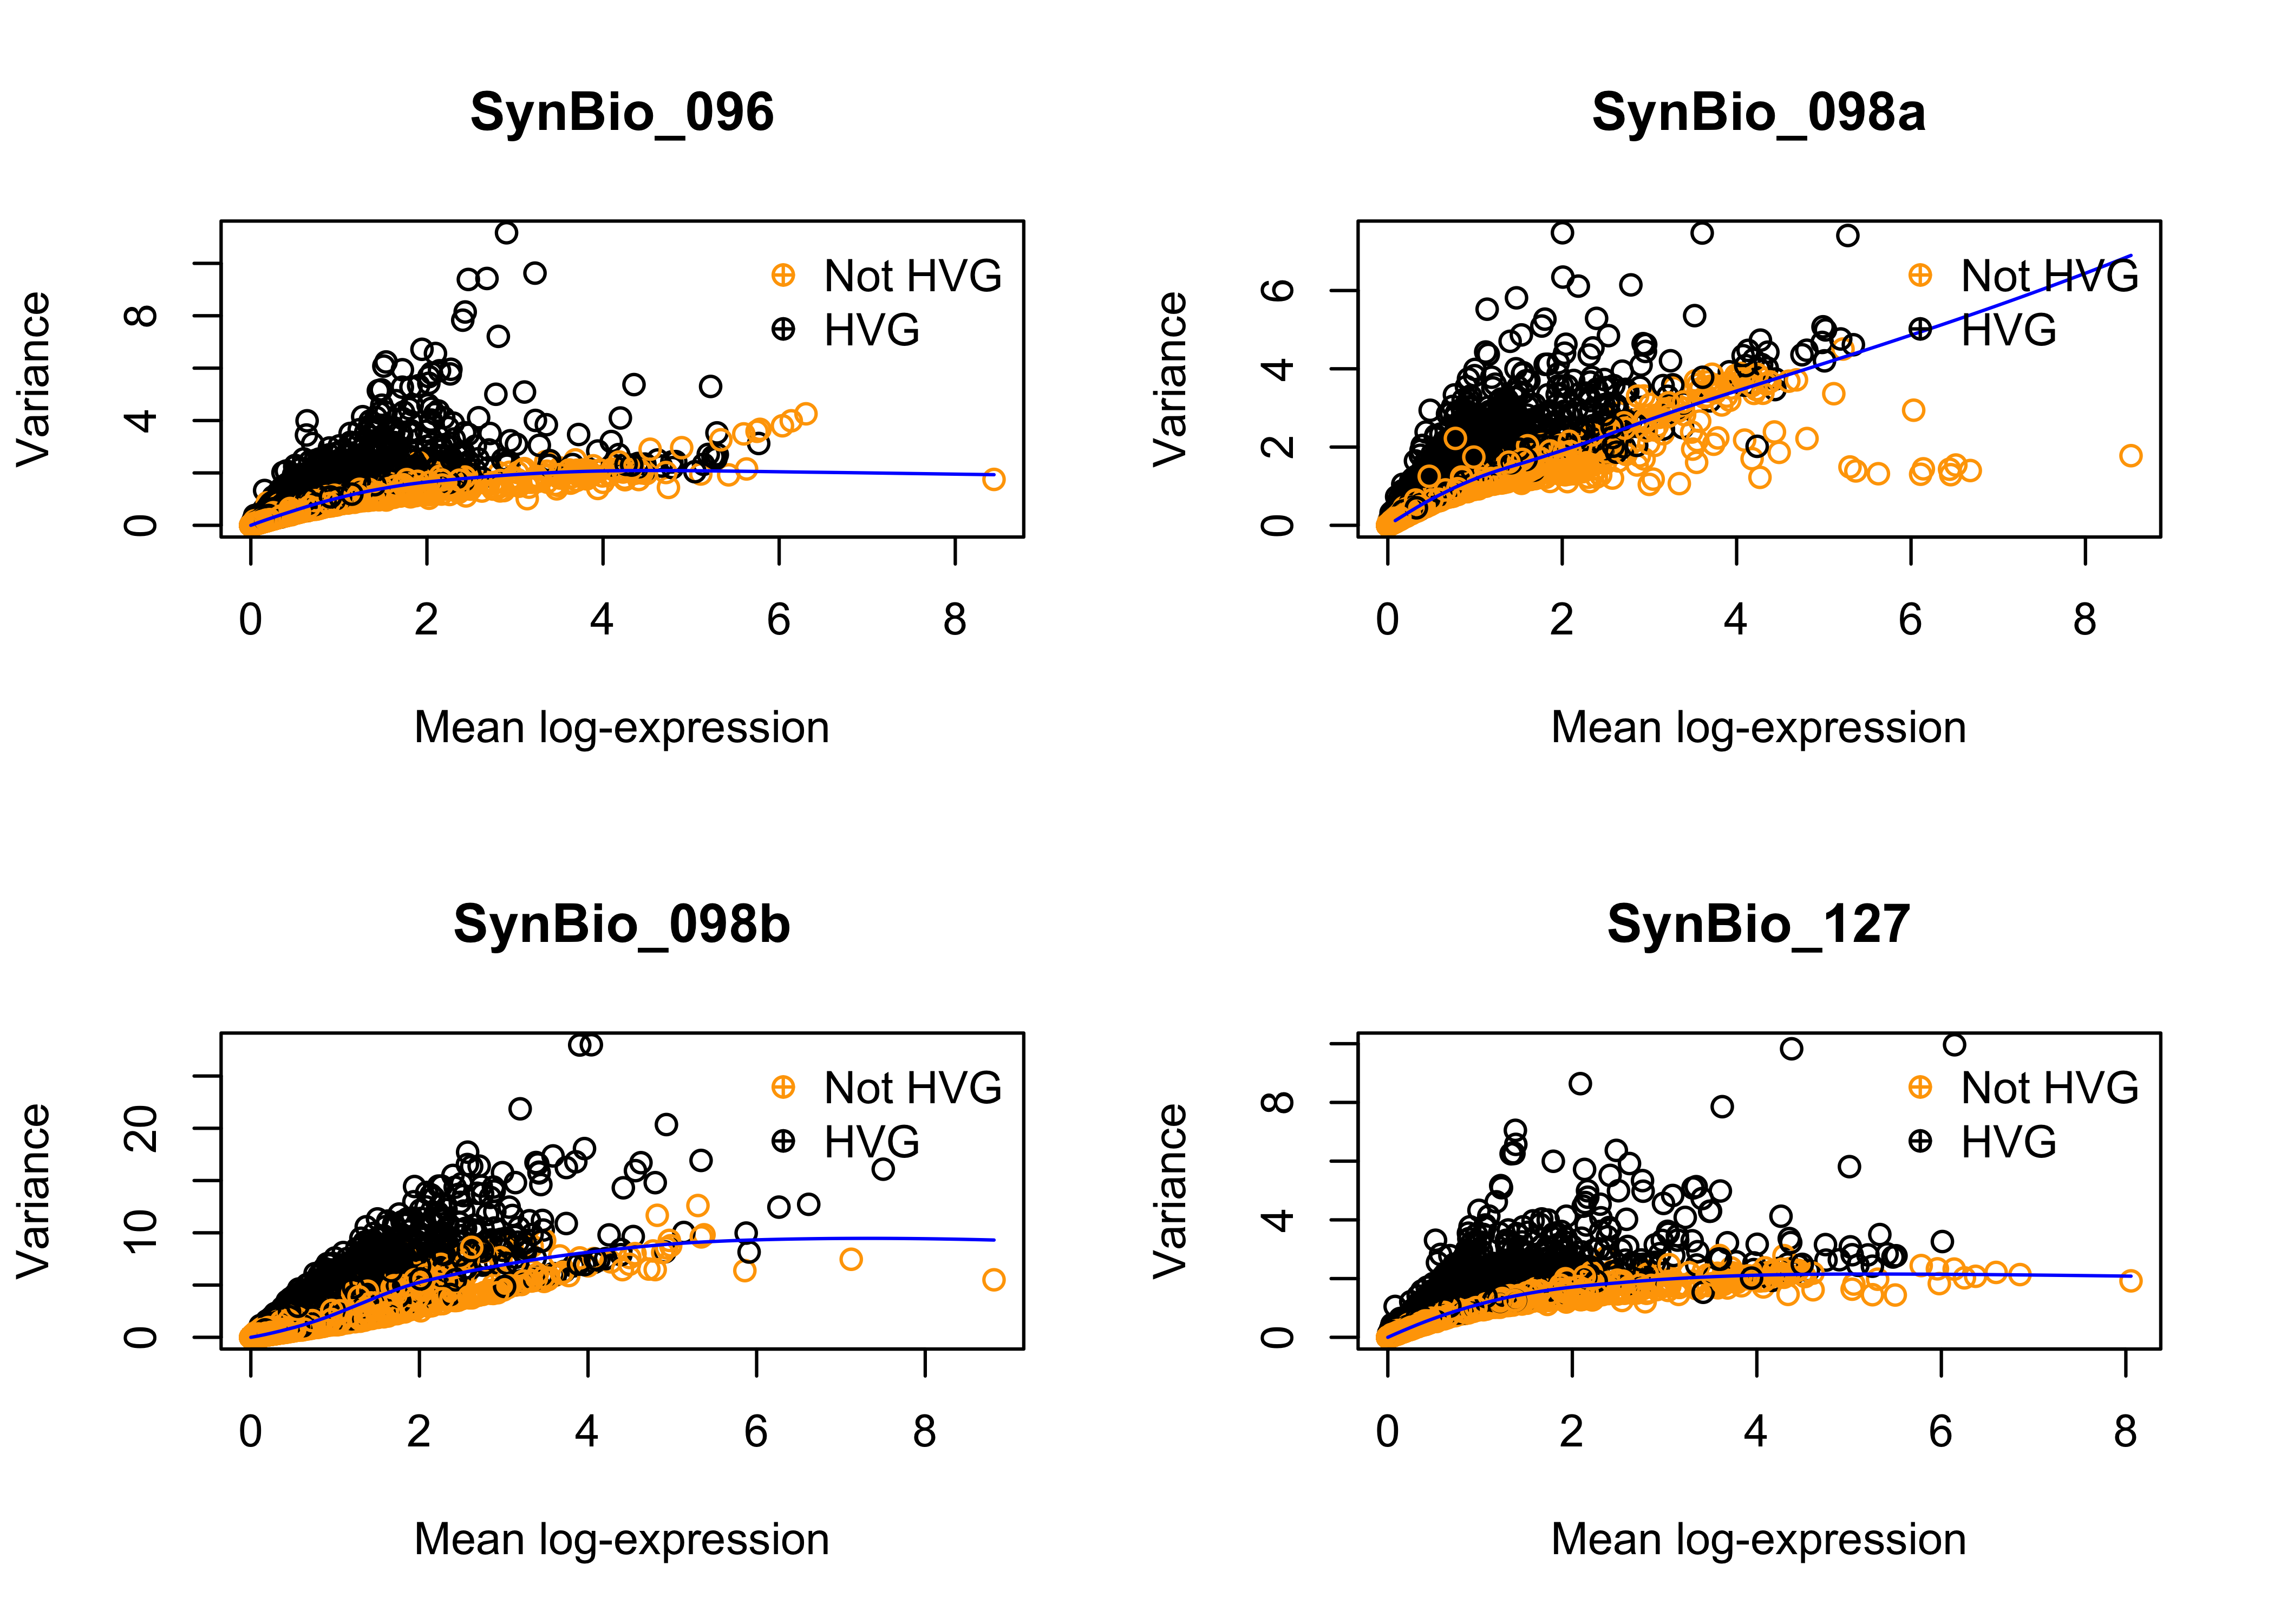 SynBio_096
Variance
8
4
0
Not HVG
HVG
0 2 4 6 8
Mean log-expression
SynBio_098a
Variance
6
4
2
0
Not HVG
HVG
0 2 4 6 8
Mean log-expression
SynBio_098b
Variance
20
10
0
Not HVG
HVG
0 2 4 6 8
Mean log-expression
SynBio_127
Variance
8
4
0
Not HVG
HVG
0 2 4 6 8
Mean log-expression